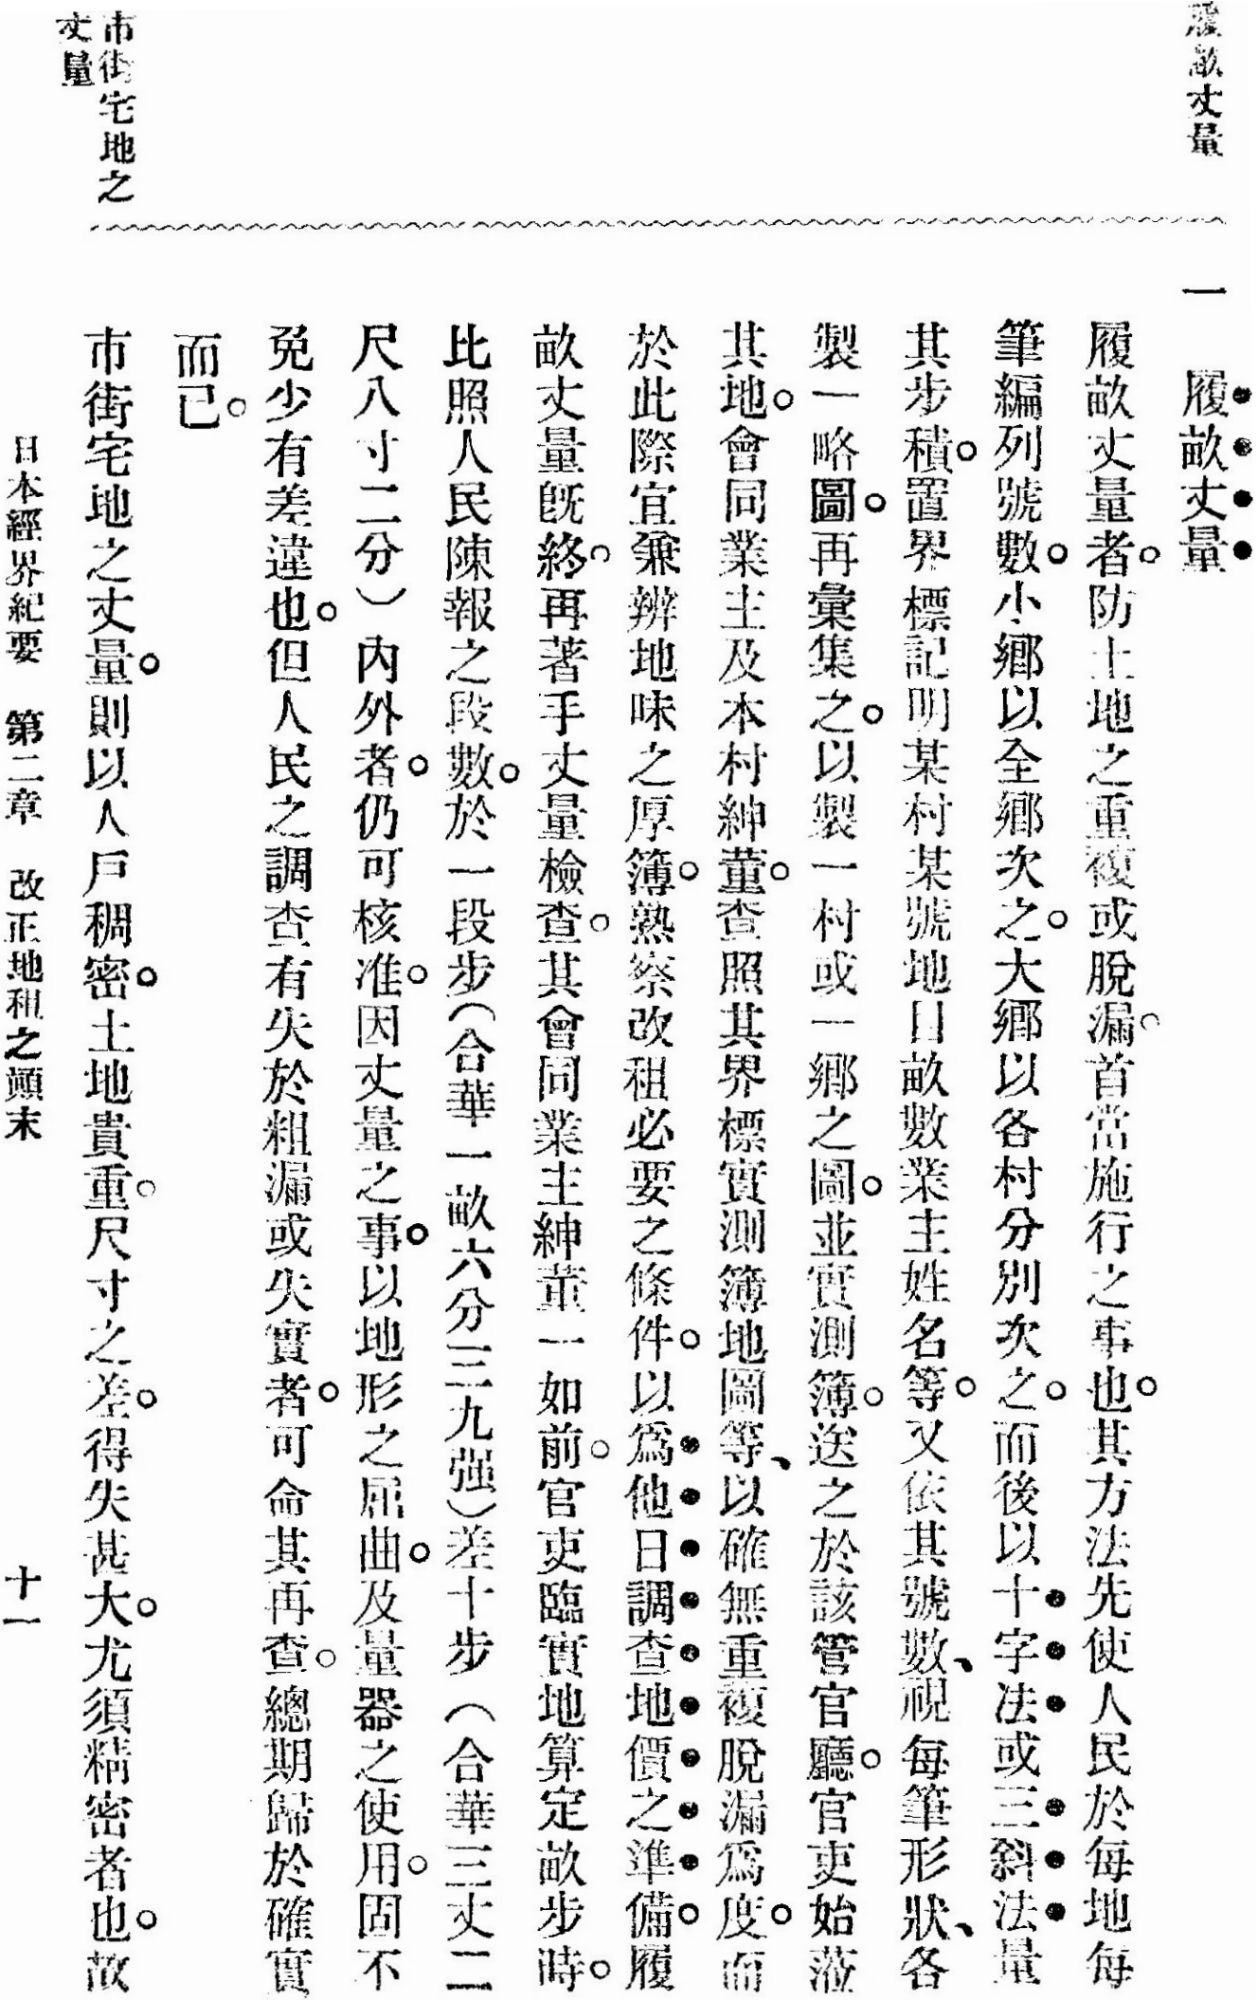 履畝丈量
一　履畝丈量
履畝丈量者。防土地之重複或脫漏。首當施行之事也。其方法先使人民於每地每
筆編列號數。小鄉以全鄉次之。大鄉以各村分別次之。而後以十字法或三斜法量
其步積。置界標記明某村某號地目畝數業主姓名等。又依其號數、視每筆形狀、各
製一略圖。再彙集之。以製一村或一鄉之圖。並實測簿。送之於該管官廳。官吏始蒞
其地。會同業主及本村紳董。查照其界標實測簿地圖等、以確無重複脫漏爲度。而
於此際宜兼辨地味之厚簿。熟察改租必要之條件。以爲他日調查地價之準備。履
畝丈量旣終。再著手丈量檢查。其會同業主紳董一如前。官吏臨實地算定畝步時。
比照人民陳報之段數。於一段步（合華一畝六分三九强）差十步（合華三丈二
尺八寸二分）內外者。仍可核准。因丈量之事。以地形之屈曲。及量器之使用。固不
免少有差違也。但人民之調查有失於粗漏或失實者。可命其再查。總期歸於確實
而已。
市街宅地之
丈量
市街宅地之丈量。則以人戶稠密。土地貴重。尺寸之差。得失甚大。尤須精密者也。故
日本經界紀要　第二章　改正地租之顚末　十一